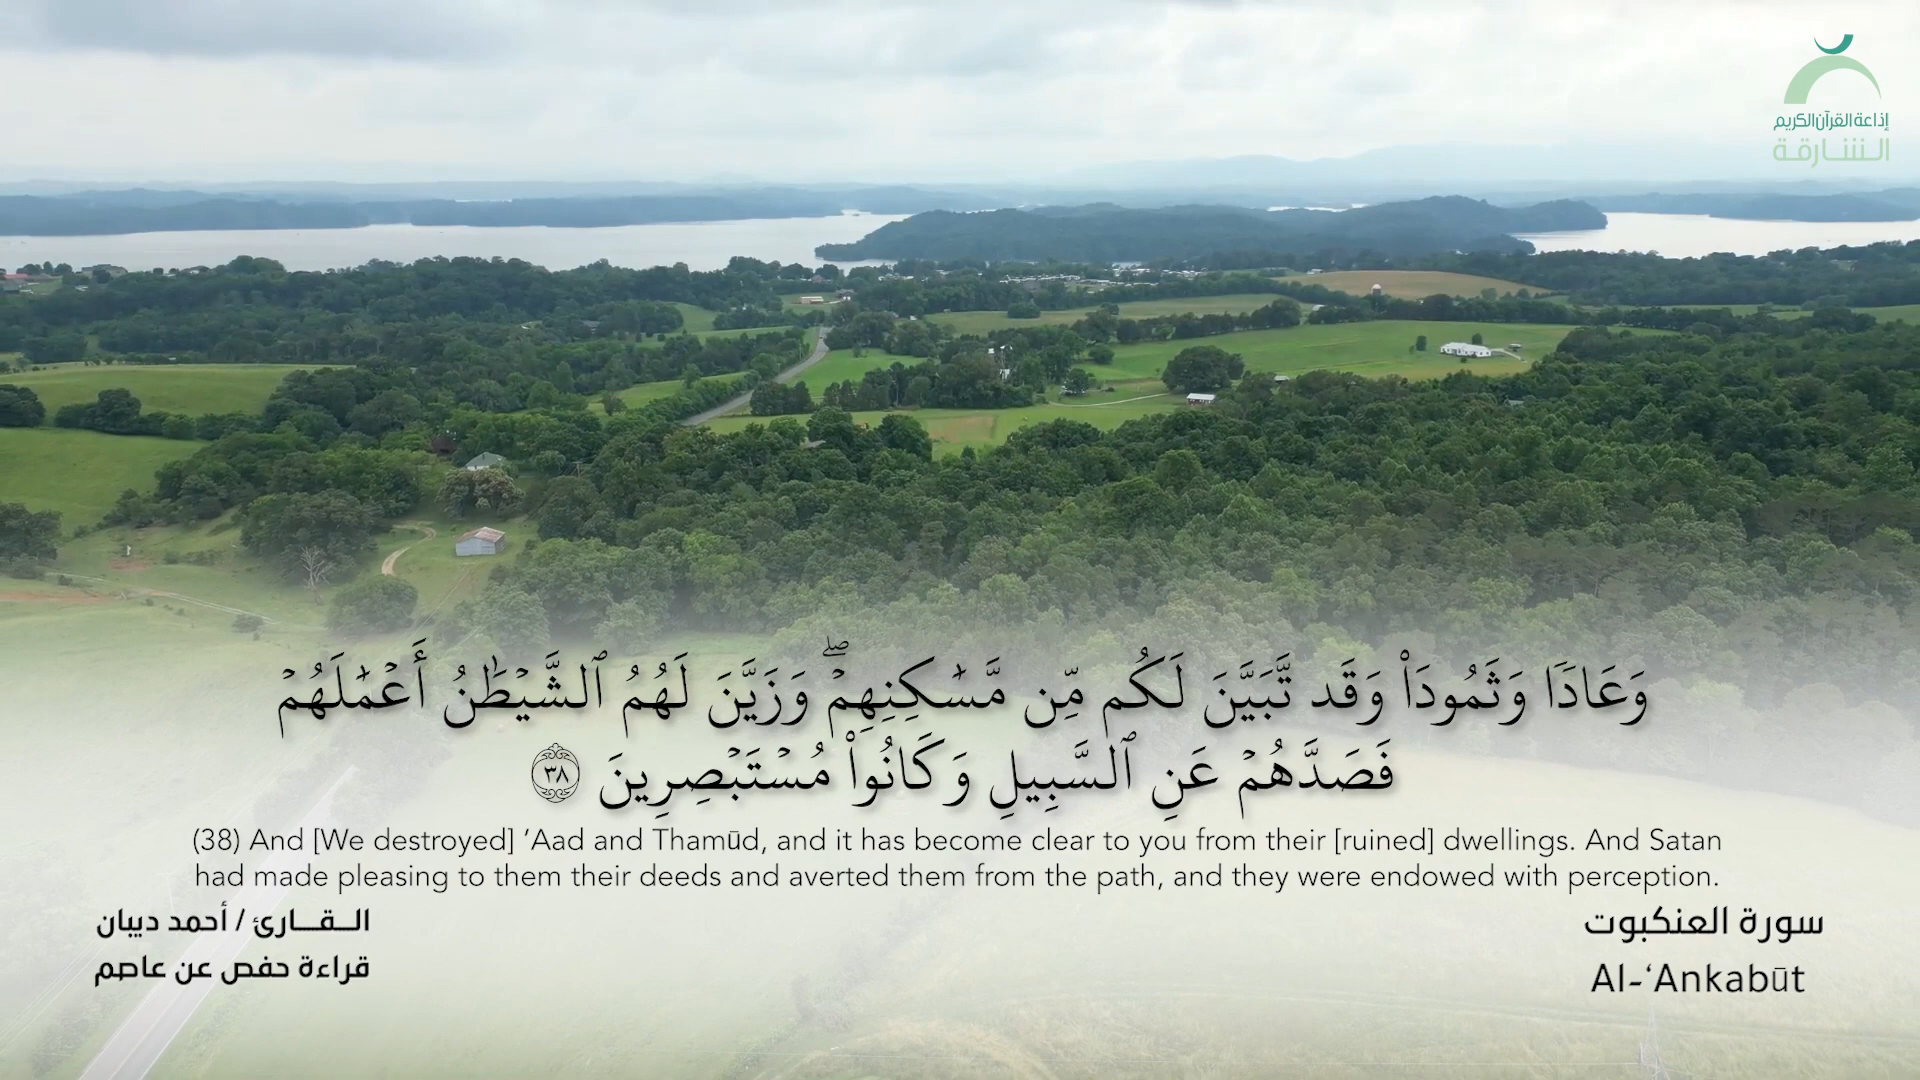 إذاعة القرآن الكريم
الشارقة
وَعَادٗا وَثَمُودَاْ وَقَد تَّبَيَّنَ لَكُم مِّن مَّسَٰكِنِهِمۡۖ وَزَيَّنَ لَهُمُ ٱلشَّيۡطَٰنُ أَعۡمَٰلَهُمۡ
فَصَدَّهُمۡ عَنِ ٱلسَّبِيلِ وَكَانُواْ مُسۡتَبۡصِرِينَ ٣٨
(38) And [We destroyed] ‘Aad and Thamūd, and it has become clear to you from their [ruined] dwellings. And Satan
had made pleasing to them their deeds and averted them from the path, and they were endowed with perception.
سورة العنكبوت
Al-‘Ankabūt
القارئ / أحمد ديبان
قراءة حفص عن عاصم